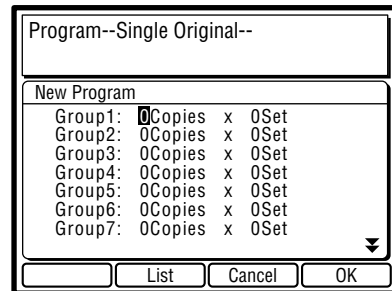 Program--Single Original--
New Program
Group1: 0Copies x 0Set
Group2: 0Copies x 0Set
Group3: 0Copies x 0Set
Group4: 0Copies x 0Set
Group5: 0Copies x 0Set
Group6: 0Copies x 0Set
Group7: 0Copies x 0Set
List Cancel OK